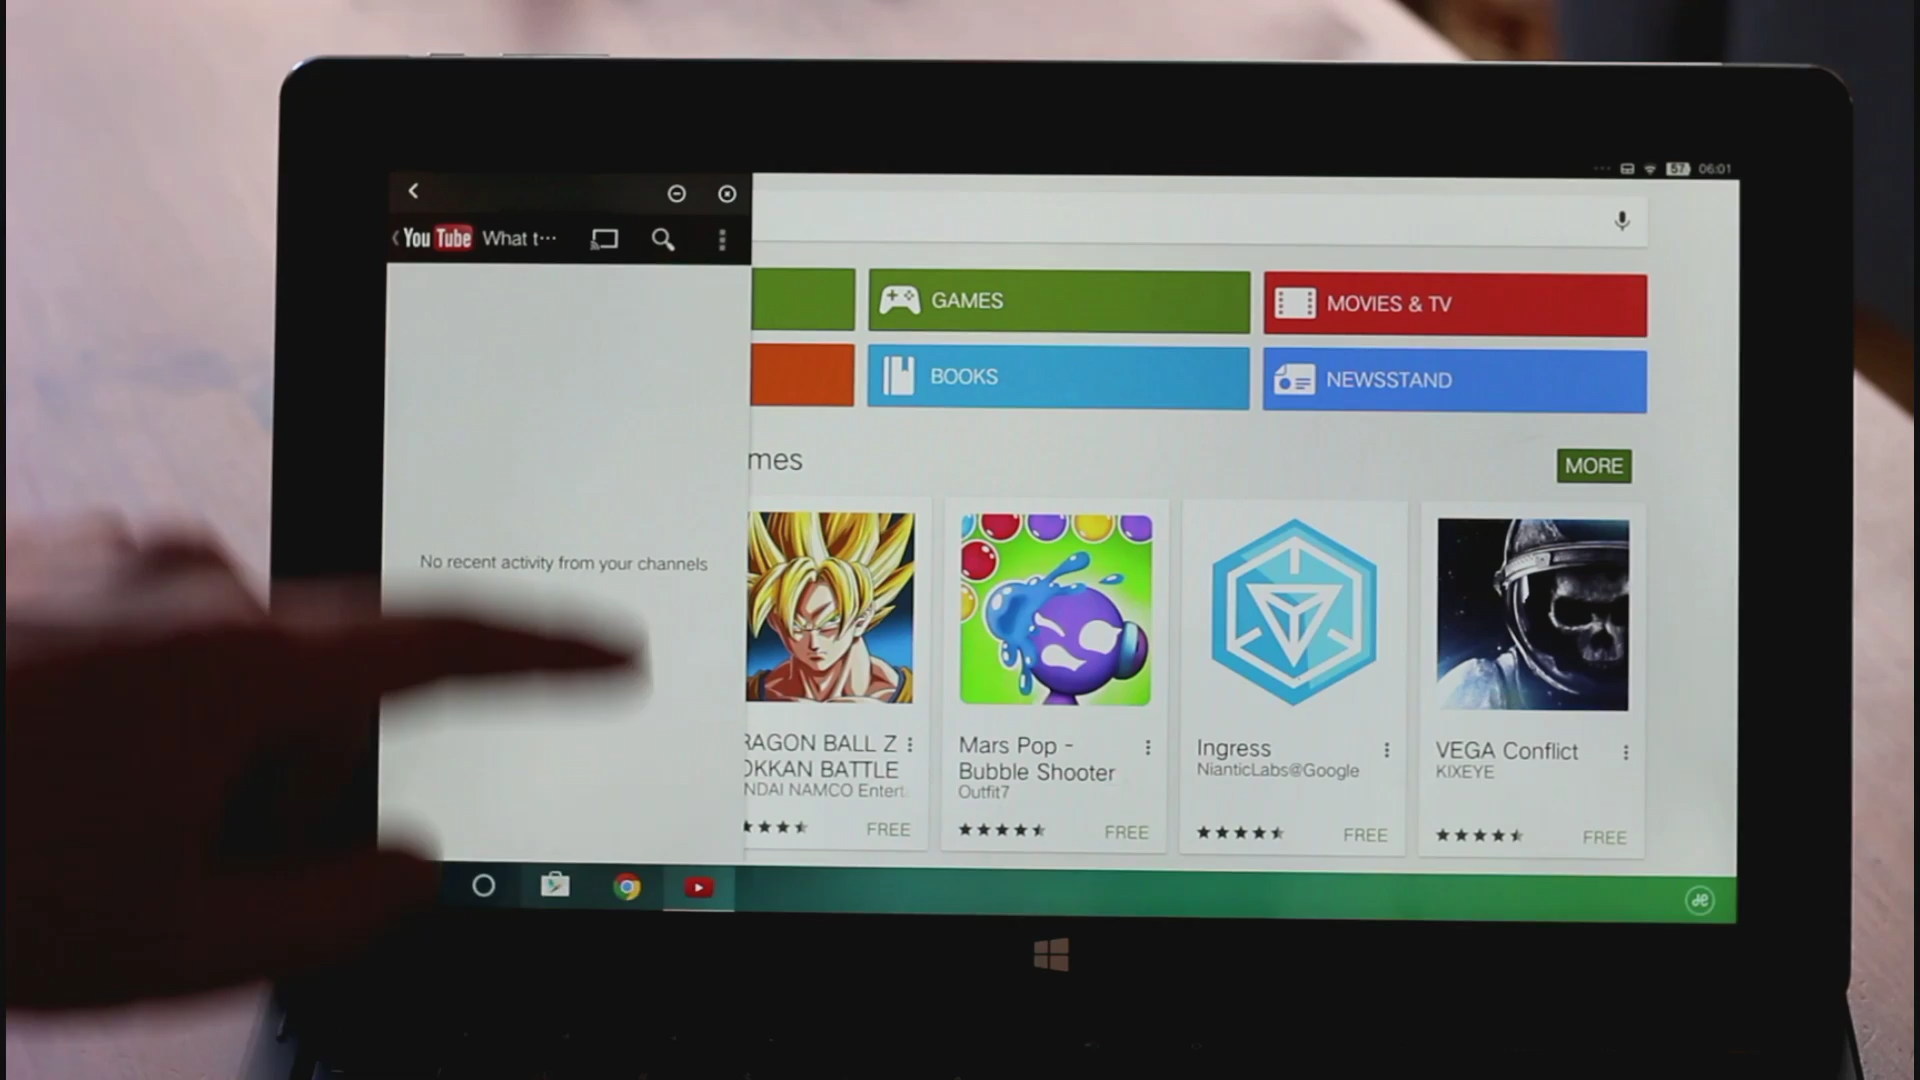 57 06:01
YouTube What t...
GAMES
MOVIES & TV
BOOKS
NEWSSTAND
mes
MORE
No recent activity from your channels
RAGON BALL Z
OKKAN BATTLE
NDAI NAMCO Entert
FREE
Mars Pop -
Bubble Shooter
Outfit7
FREE
Ingress
NianticLabs@Google
FREE
VEGA Conflict
KIXEYE
FREE